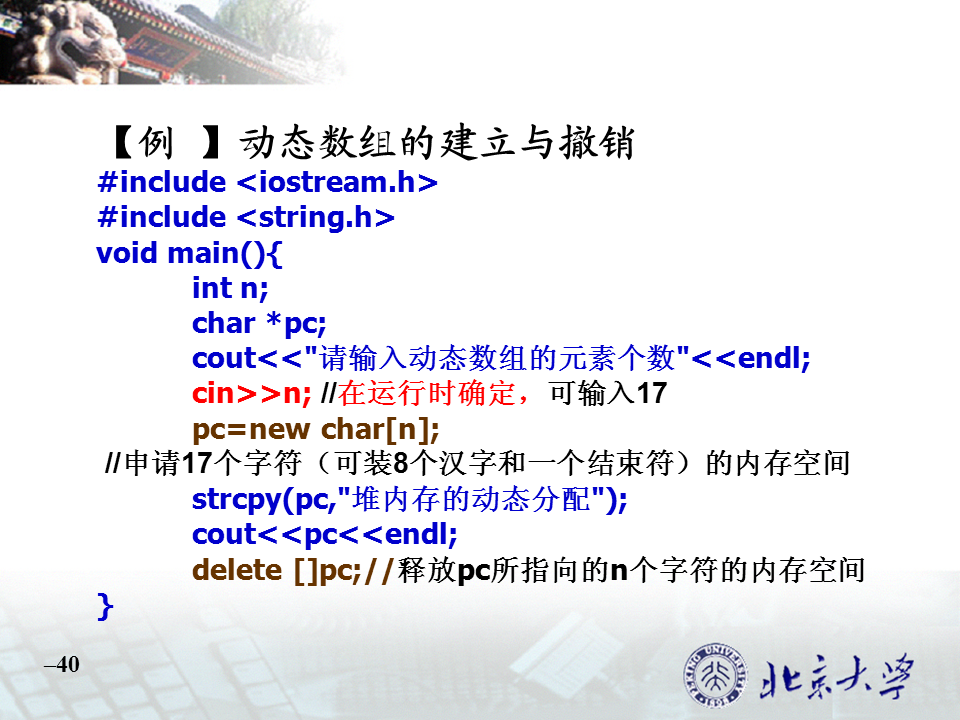 【例 】动态数组的建立与撤销
#include <iostream.h>
#include <string.h>
void main(){
int n;
char *pc;
cout<<"请输入动态数组的元素个数"<<endl;
cin>>n; //在运行时确定，可输入17
pc=new char[n];
//申请17个字符（可装8个汉字和一个结束符）的内存空间
strcpy(pc,"堆内存的动态分配");
cout<<pc<<endl;
delete []pc;//释放pc所指向的n个字符的内存空间
}
–40
北京大学